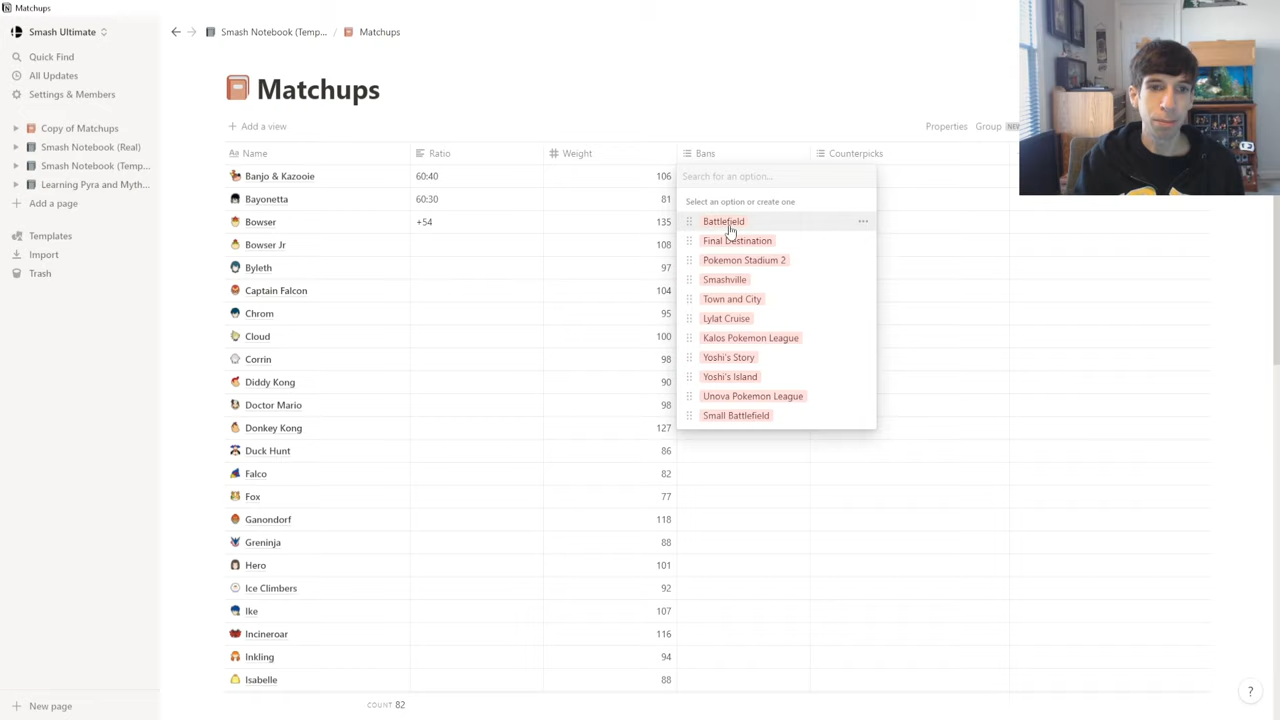 Matchups
Smash Ultimate
Smash Notebook (Temp... / Matchups
Quick Find
All Updates
Settings & Members
Copy of Matchups
Smash Notebook (Real)
Smash Notebook (Temp...
Learning Pyra and Myth...
Add a page
Templates
Import
Trash
New page
Matchups
Add a view
Properties Group NEW
Aa Name Ratio Weight Bans Counterpicks
Banjo & Kazooie 60:40 106
Bayonetta 60:30 81
Bowser +54 135
Bowser Jr 108
Byleth 97
Captain Falcon 104
Chrom 95
Cloud 100
Corrin 98
Diddy Kong 90
Doctor Mario 98
Donkey Kong 127
Duck Hunt 86
Falco 82
Fox 77
Ganondorf 118
Greninja 88
Hero 101
Ice Climbers 92
Ike 107
Incineroar 116
Inkling 94
Isabelle 88
COUNT 82
Search for an option...
Select an option or create one
Battlefield
Final Destination
Pokemon Stadium 2
Smashville
Town and City
Lylat Cruise
Kalos Pokemon League
Yoshi's Story
Yoshi's Island
Unova Pokemon League
Small Battlefield
?